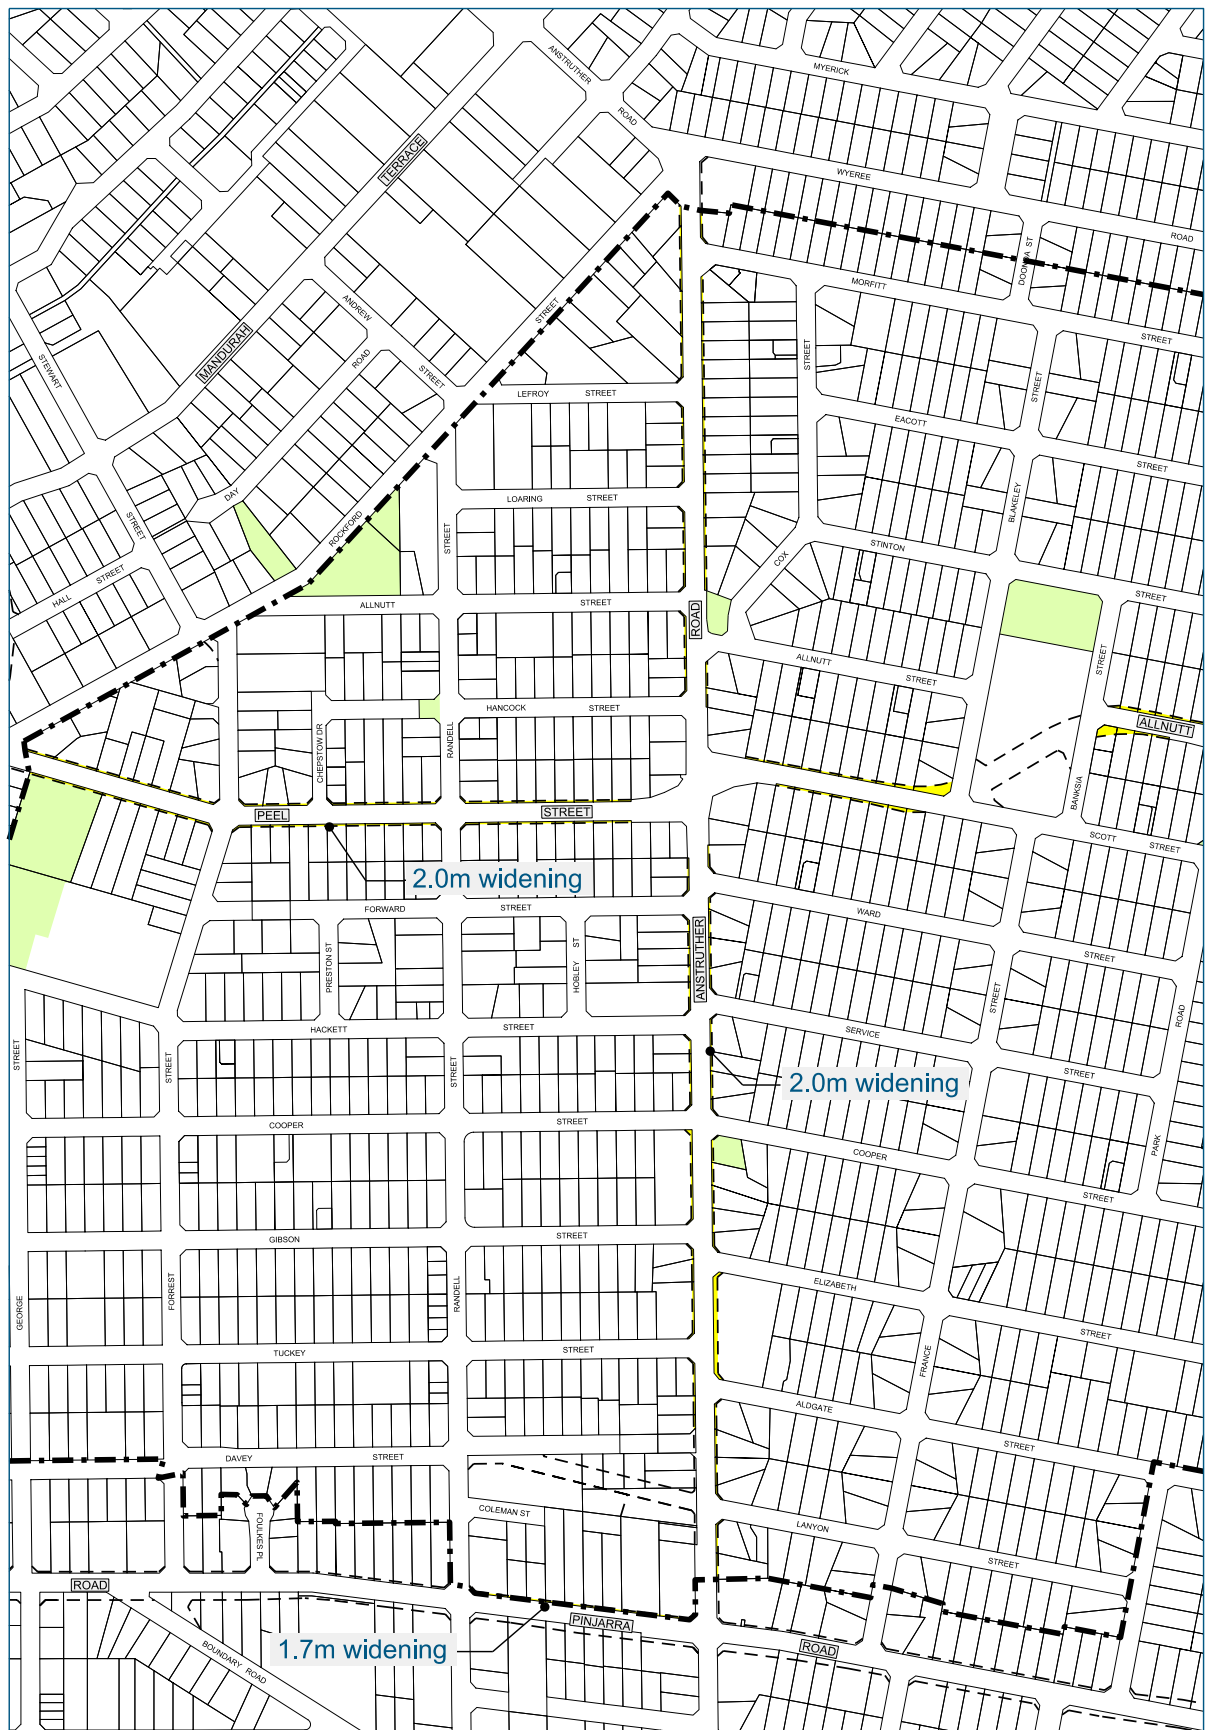 ANSTRUTHER
ROAD
MYERICK
TERRACE
WYEREE
ROAD
DOONGA ST
MORFITT
STREET
STREET
ANDREW
STREET
ROAD
MANDURAH
STEWART
STREET
STREET
STREET
LEFROY STREET
EACOTT
STREET
LOARING STREET
DAY
ROCKFORD
STREET
BLAKELEY
STINTON
STREET
COX
HALL STREET
ALLNUTT STREET
ROAD
ALLNUTT
STREET
STREET
HANCOCK STREET
ALLNUTT
CHEPSTOW DR
RANDELL
BANKSIA
PEEL STREET
SCOTT STREET
2.0m widening
FORWARD STREET
WARD
STREET
PRESTON ST
HOBLEY ST
ANSTRUTHER
STREET
ROAD
HACKETT STREET
SERVICE
STREET
STREET
STREET
STREET
2.0m widening
COOPER STREET
COOPER
STREET
PARK
GIBSON STREET
ELIZABETH
STREET
GEORGE
FORREST
RANDELL
TUCKEY STREET
FRANCE
ALDGATE
STREET
DAVEY STREET
COLEMAN ST
FOULKES PL
LANYON
STREET
ROAD
PINJARRA
ROAD
1.7m widening
BOUNDARY ROAD